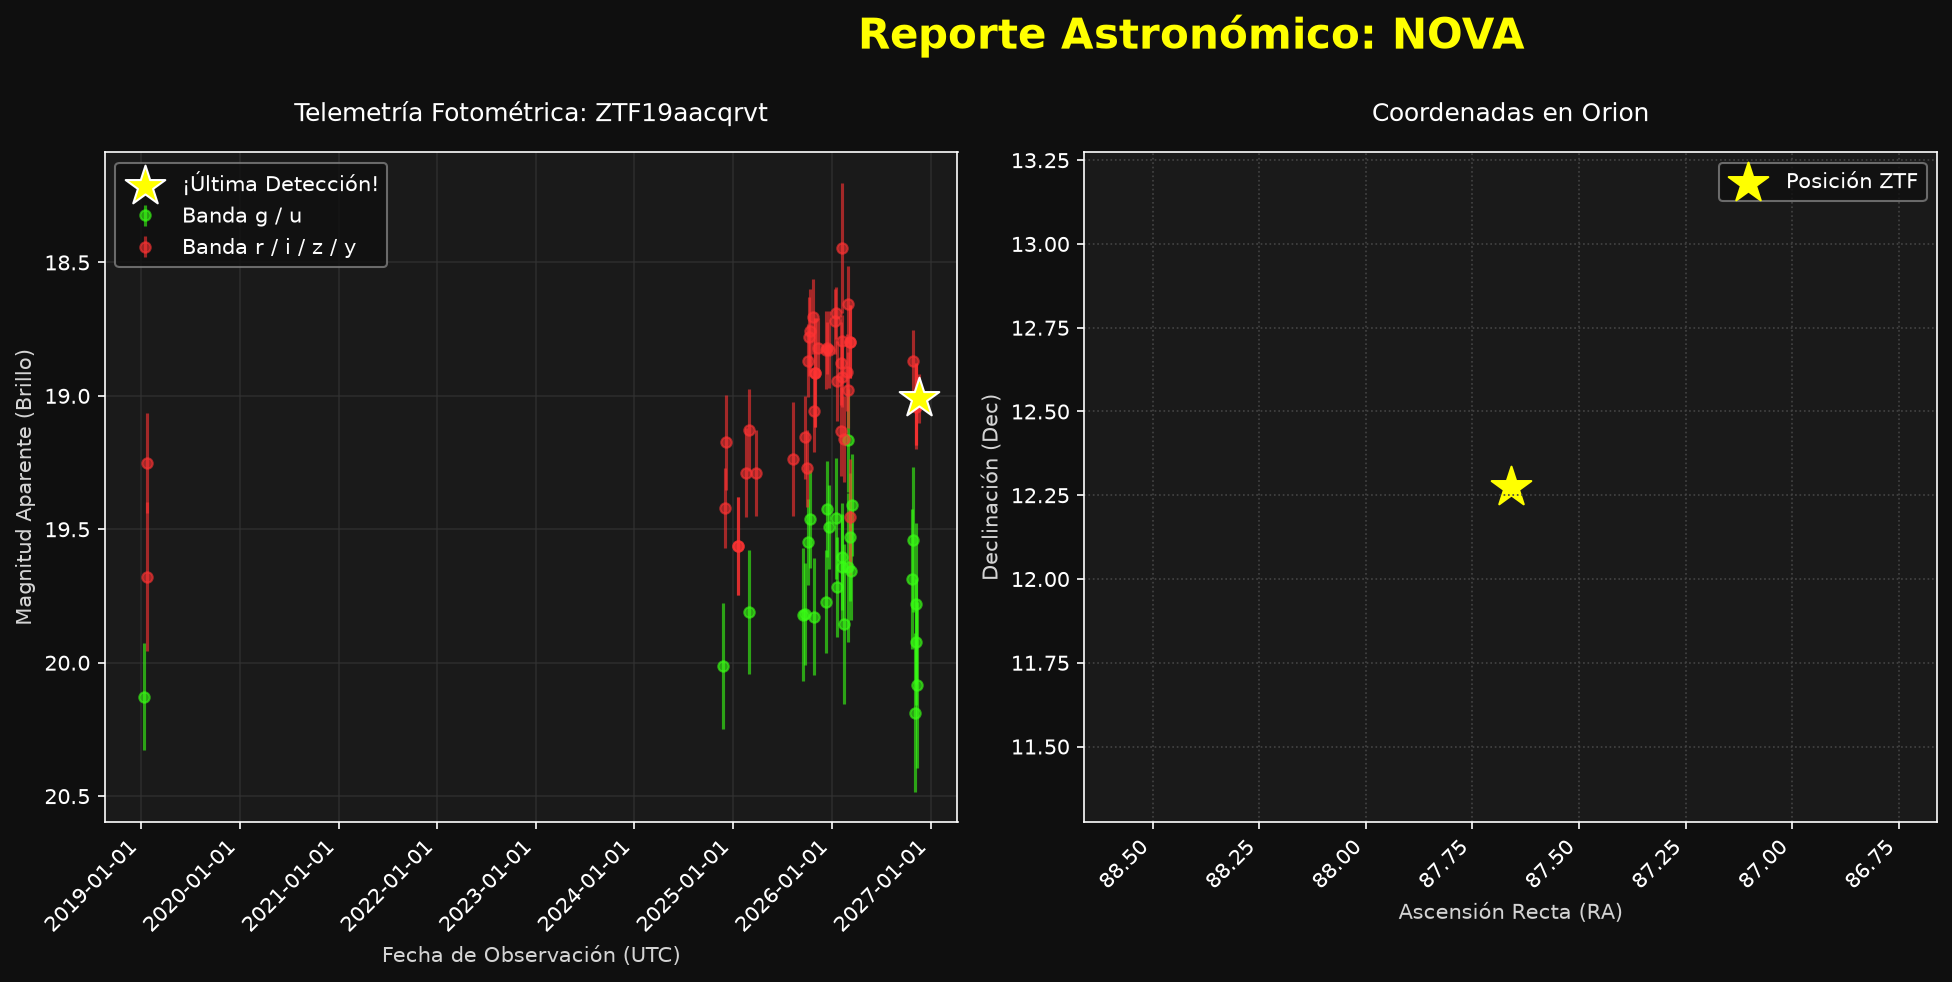 Reporte Astronómico: NOVA
Telemetría Fotométrica: ZTF19aacqrvt
¡Última Detección!
Banda g / u
Banda r / i / z / y
Magnitud Aparente (Brillo)
18.5
19.0
19.5
20.0
20.5
2019-01-01
2020-01-01
2021-01-01
2022-01-01
2023-01-01
2024-01-01
2025-01-01
2026-01-01
2027-01-01
Fecha de Observación (UTC)
Coordenadas en Orion
Posición ZTF
Declinación (Dec)
13.25
13.00
12.75
12.50
12.25
12.00
11.75
11.50
88.50
88.25
88.00
87.75
87.50
87.25
87.00
86.75
Ascensión Recta (RA)